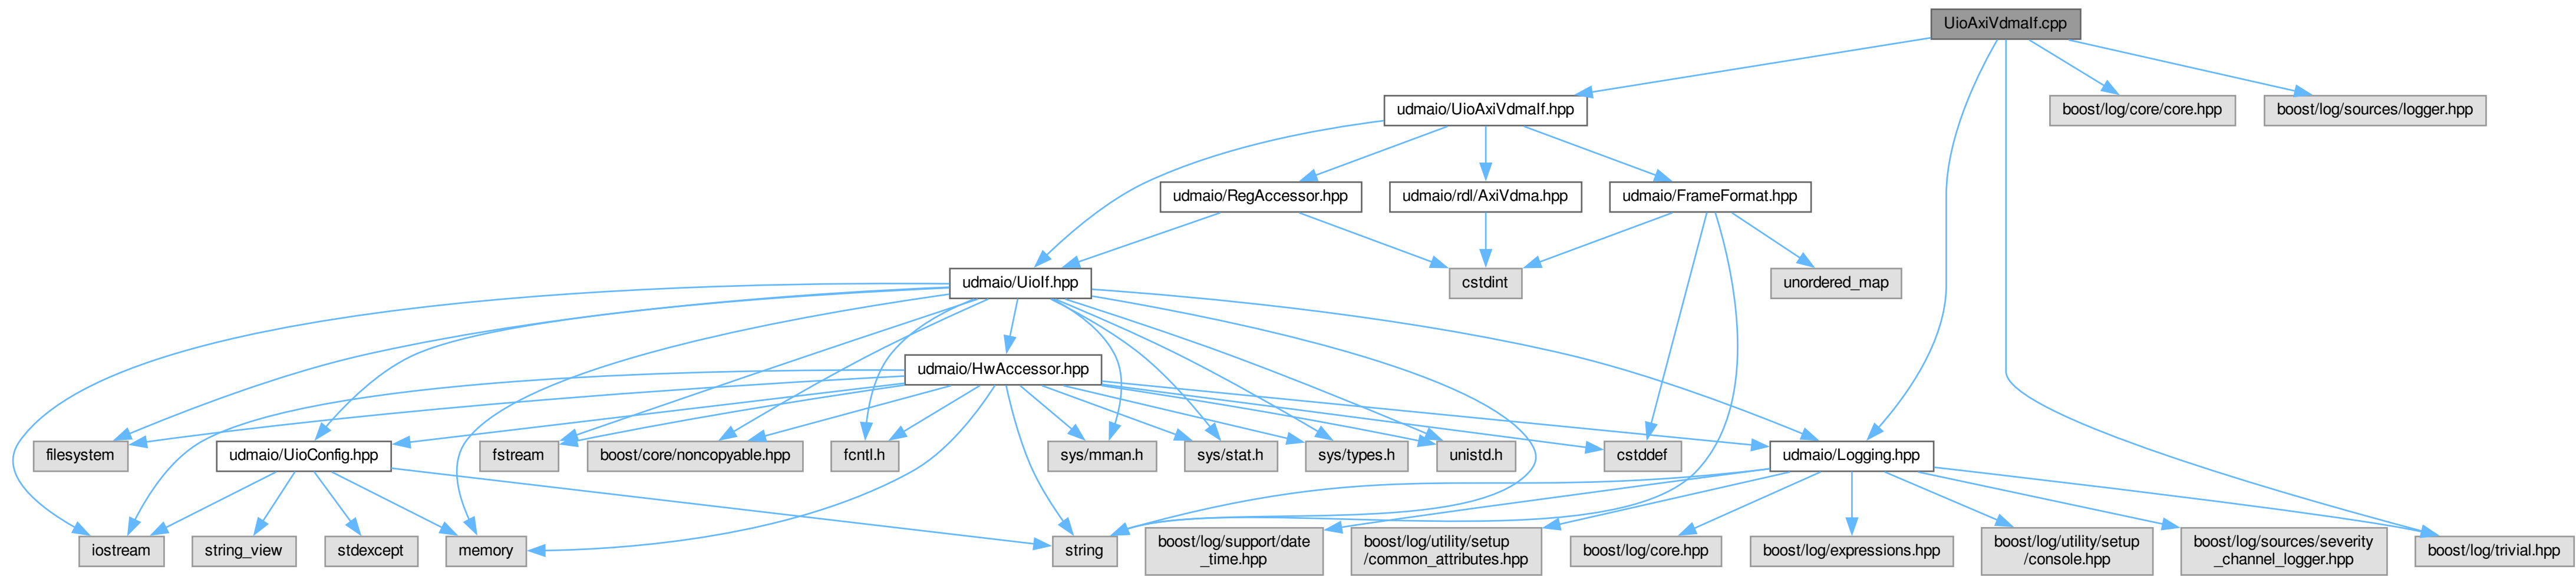 UioAxiVdmaIf.cpp
udmaio/UioAxiVdmaIf.hpp
boost/log/core/core.hpp
boost/log/sources/logger.hpp
udmaio/RegAccessor.hpp
udmaio/rdl/AxiVdma.hpp
udmaio/FrameFormat.hpp
udmaio/UioIf.hpp
cstdint
unordered_map
udmaio/HwAccessor.hpp
filesystem
udmaio/UioConfig.hpp
fstream
boost/core/noncopyable.hpp
fcntl.h
sys/mman.h
sys/stat.h
sys/types.h
unistd.h
cstddef
udmaio/Logging.hpp
iostream
string_view
stdexcept
memory
string
boost/log/support/date
_time.hpp
boost/log/utility/setup
/common_attributes.hpp
boost/log/core.hpp
boost/log/expressions.hpp
boost/log/utility/setup
/console.hpp
boost/log/sources/severity
_channel_logger.hpp
boost/log/trivial.hpp